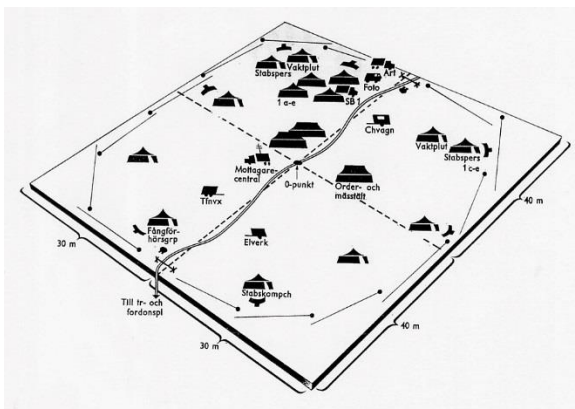 Art
Vaktplut
Stabspers
Foto
1 a-e
SB 1
Chvagn
Vaktplut
Stabspers
1 c-e
Mottagare-
central
0-punkt
Order- och
mässtält
40 m
Tfnvx
Fångför-
hörsgrp
Elverk
30 m
Stabskompch
Till tr- och
fordonspl
40 m
30 m